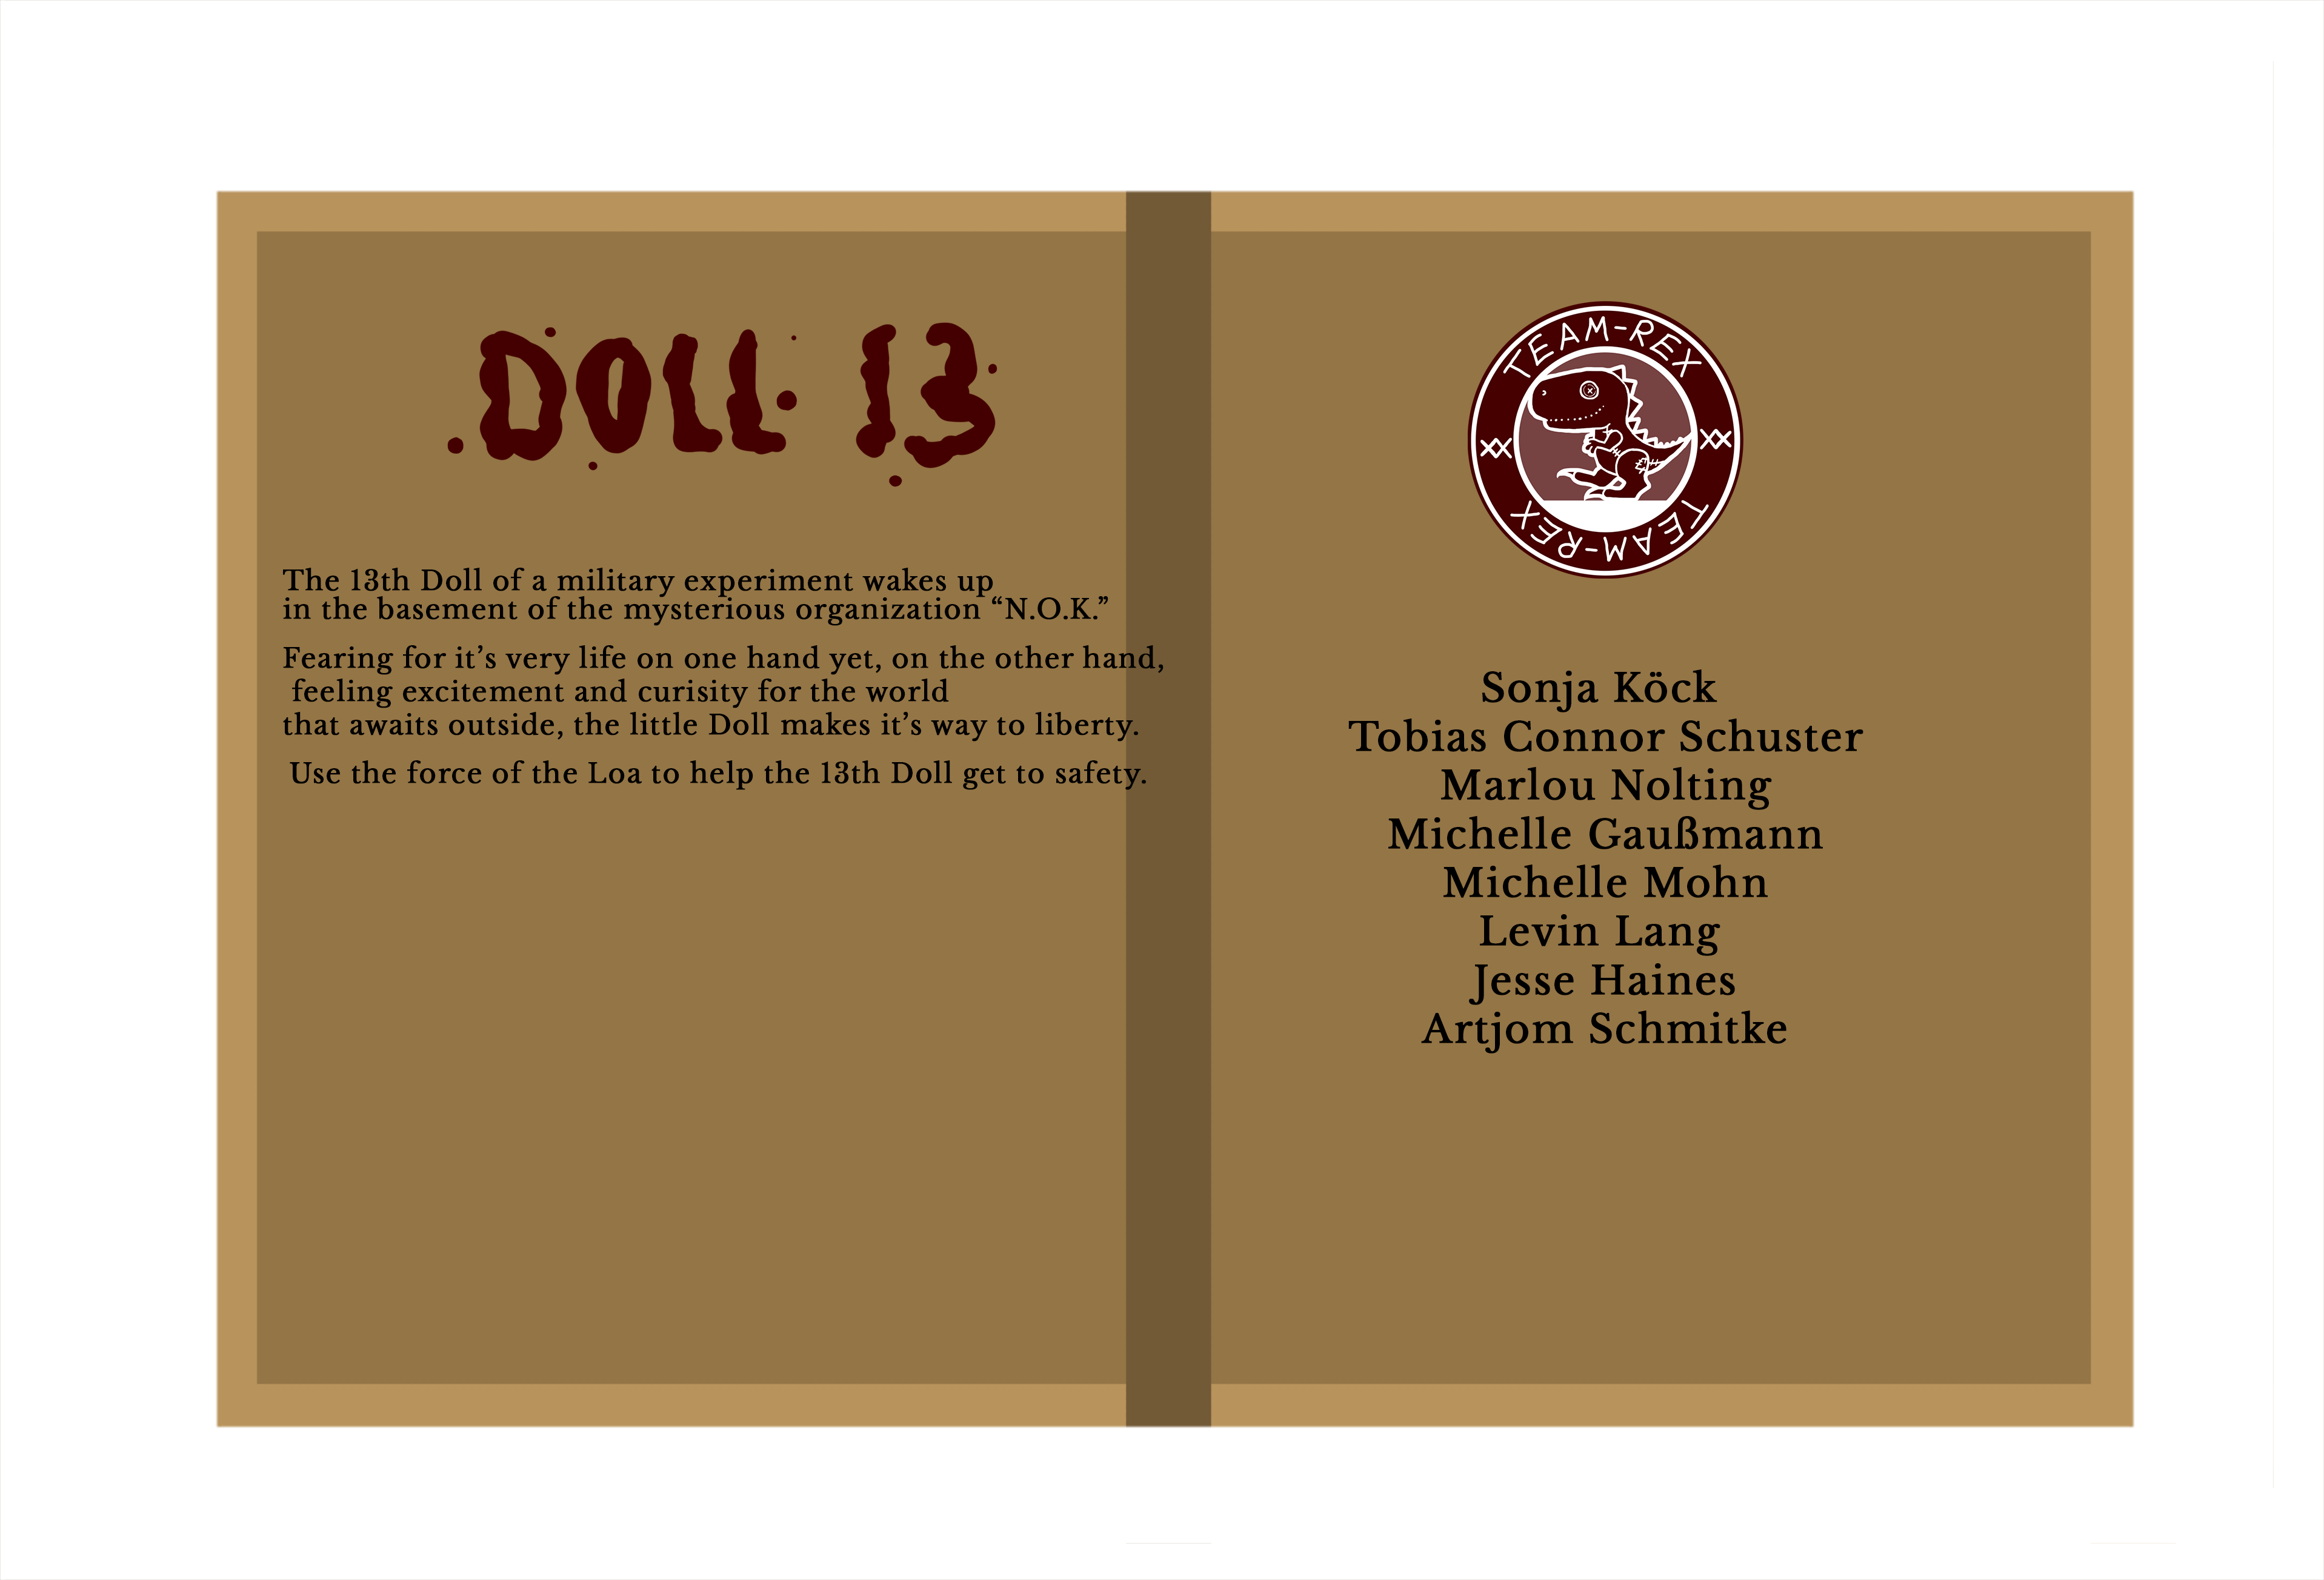 DOLL 13
The 13th Doll of a military experiment wakes up
in the basement of the mysterious organization “N.O.K.”
Fearing for it’s very life on one hand yet, on the other hand,
feeling excitement and curisity for the world
that awaits outside, the little Doll makes it’s way to liberty.
Use the force of the Loa to help the 13th Doll get to safety.
TEAM-REX
XX XX
TEAM-REX
Sonja Köck
Tobias Connor Schuster
Marlou Nolting
Michelle Gaußmann
Michelle Mohn
Levin Lang
Jesse Haines
Artjom Schmitke